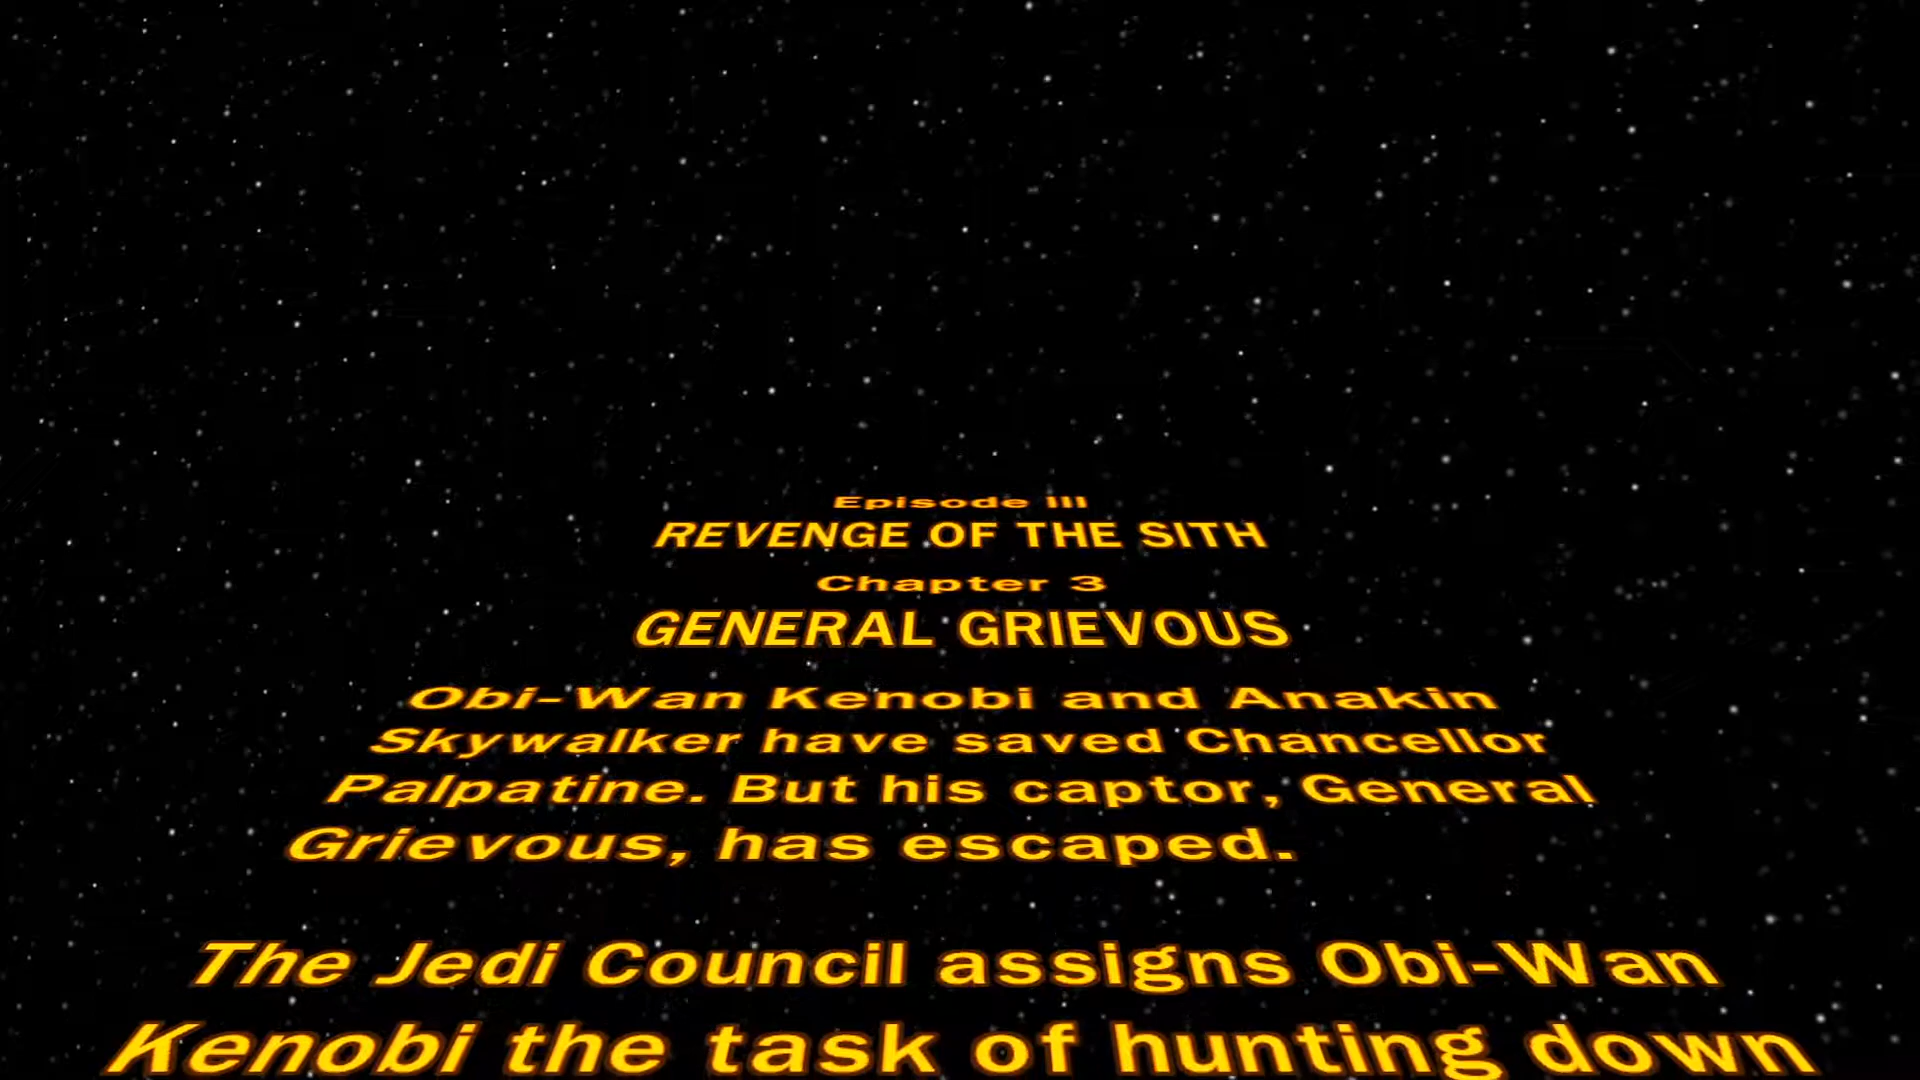 Episode III
REVENGE OF THE SITH
Chapter 3
GENERAL GRIEVOUS
Obi-Wan Kenobi and Anakin
Skywalker have saved Chancellor
Palpatine. But his captor, General
Grievous, has escaped.
The Jedi Council assigns Obi-Wan
Kenobi the task of hunting down